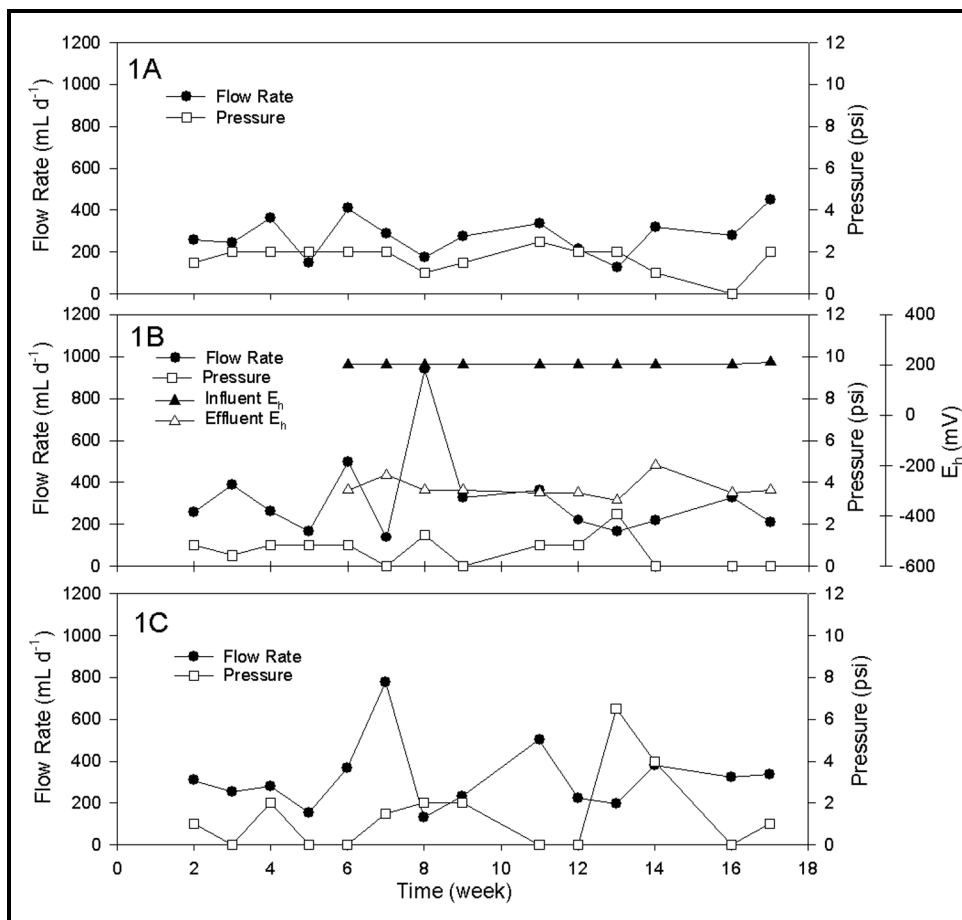 1A
Flow Rate
Pressure
Flow Rate (mL d⁻¹)
1200
1000
800
600
400
200
0
12
10
8
6
4
2
0
Pressure (psi)
1B
Flow Rate
Pressure
Influent Eₕ
Effluent Eₕ
Flow Rate (mL d⁻¹)
1200
1000
800
600
400
200
0
12
10
8
6
4
2
0
Pressure (psi)
400
200
0
-200
-400
-600
Eₕ (mV)
1C
Flow Rate
Pressure
Flow Rate (mL d⁻¹)
1200
1000
800
600
400
200
0
12
10
8
6
4
2
0
Pressure (psi)
0 2 4 6 8 10 12 14 16 18
Time (week)